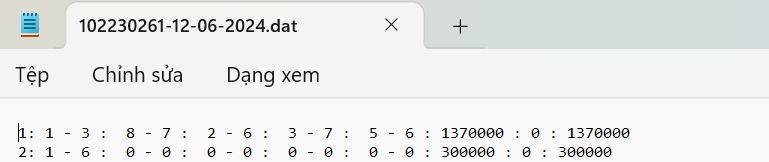 102230261-12-06-2024.dat
Tệp Chỉnh sửa Dạng xem
1: 1 - 3 :  8 - 7 :  2 - 6 :  3 - 7 :  5 - 6 : 1370000 : 0 : 1370000
2: 1 - 6 :  0 - 0 :  0 - 0 :  0 - 0 :  0 - 0 : 300000 : 0 : 300000